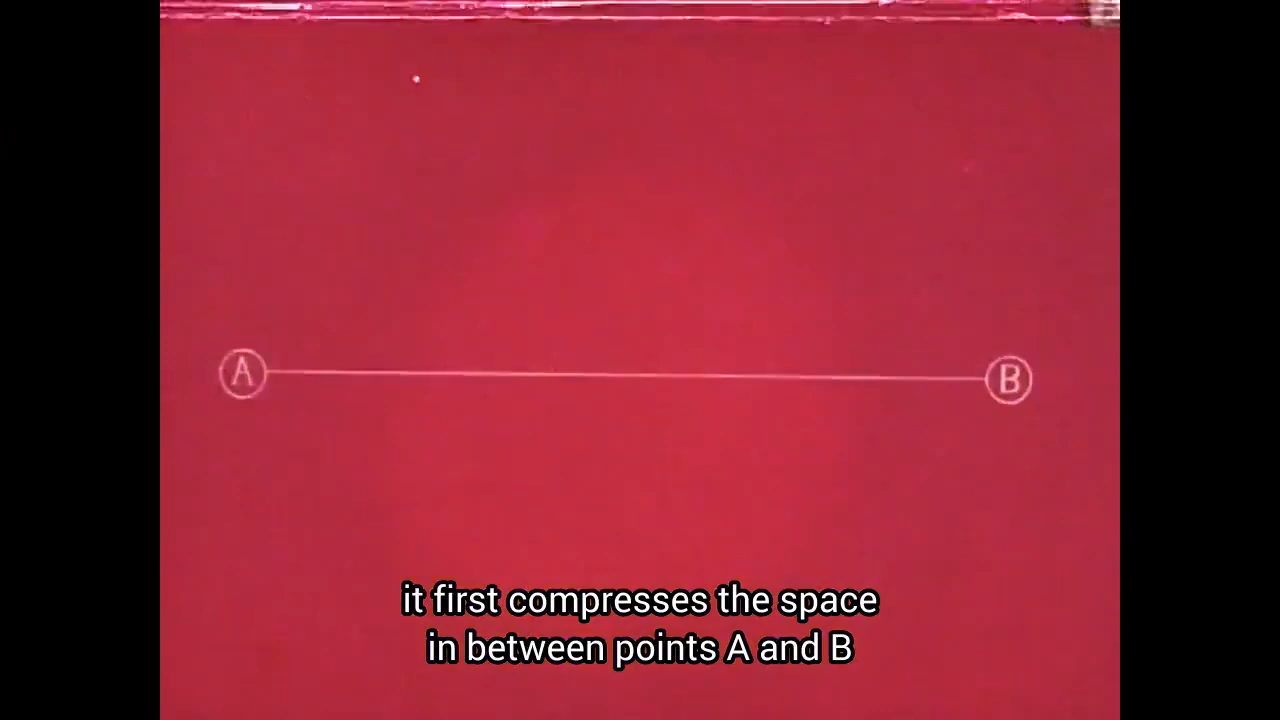 A B
it first compresses the space
in between points A and B